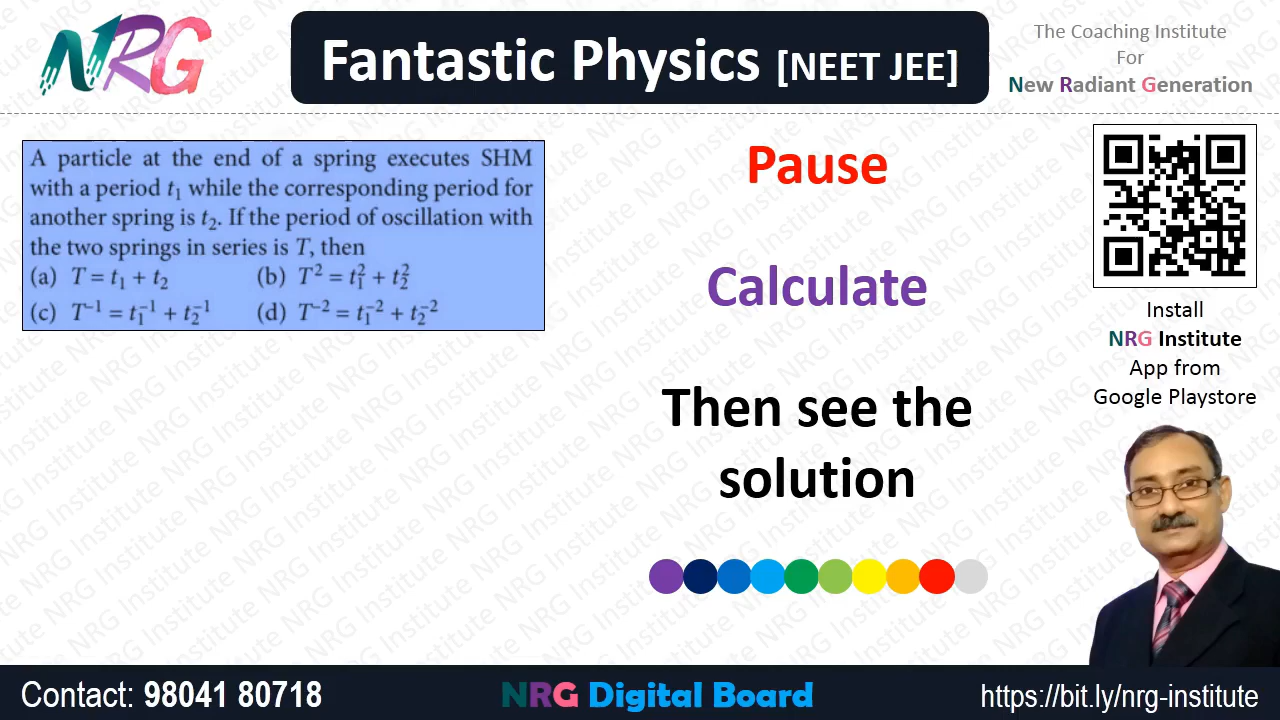 NRG
Fantastic Physics [NEET JEE]
The Coaching Institute
For
New Radiant Generation
A particle at the end of a spring executes SHM
with a period t₁ while the corresponding period for
another spring is t₂. If the period of oscillation with
the two springs in series is T, then
(a) T = t₁ + t₂ (b) T² = t₁² + t₂²
(c) T⁻¹ = t₁⁻¹ + t₂⁻¹ (d) T⁻² = t₁⁻² + t₂⁻²
Pause
Calculate
Then see the
solution
Install
NRG Institute
App from
Google Playstore
Contact: 98041 80718
NRG Digital Board
https://bit.ly/nrg-institute